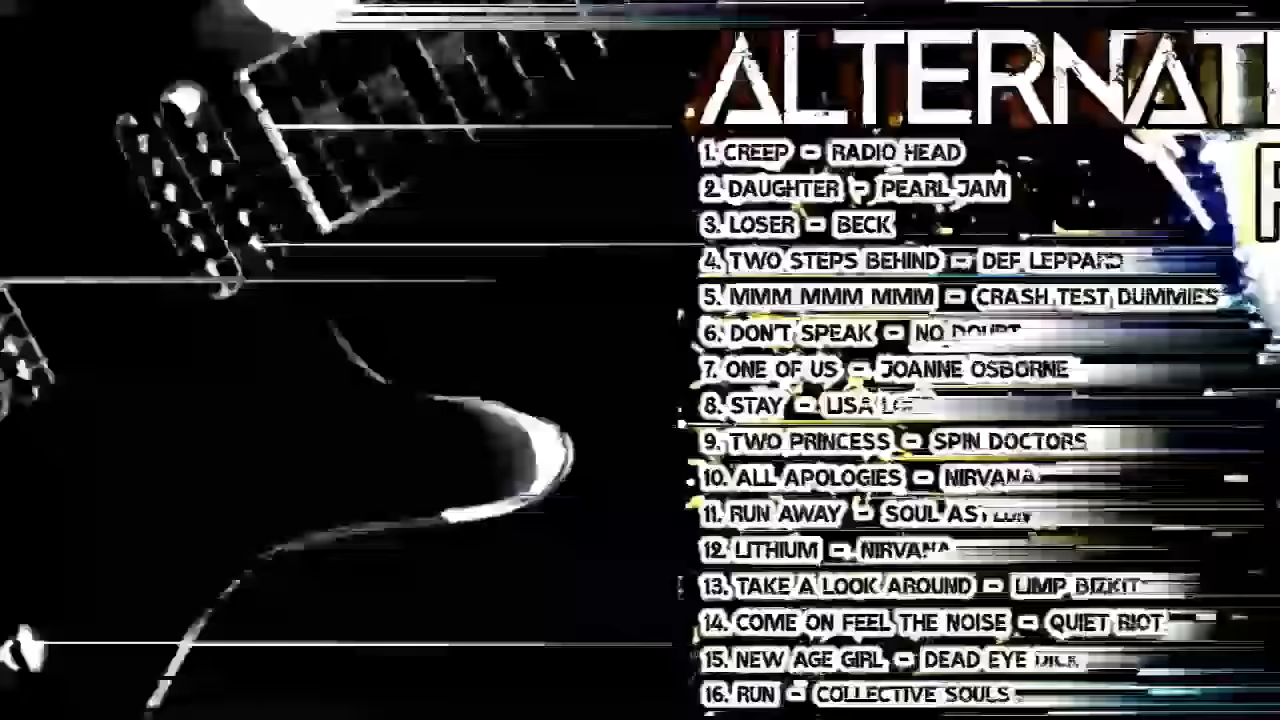 ALTERNATI
1. CREEP - RADIO HEAD
2. DAUGHTER - PEARL JAM
3. LOSER - BECK
4. TWO STEPS BEHIND - DEF LEPPARD
5. MMM MMM MMM - CRASH TEST DUMMIES
6. DON'T SPEAK - NO DOUBT
7. ONE OF US - JOANNE OSBORNE
8. STAY - LISA
9. TWO PRINCESS - SPIN DOCTORS
10. ALL APOLOGIES - NIRVANA
11. RUN AWAY - SOUL
12. LITHIUM - NIRVANA
13. TAKE A LOOK AROUND - LIMP BIZKIT
14. COME ON FEEL THE NOISE - QUIET RIOT
15. NEW AGE GIRL - DEAD EYE DICK
16. RUN - COLLECTIVE SOULS